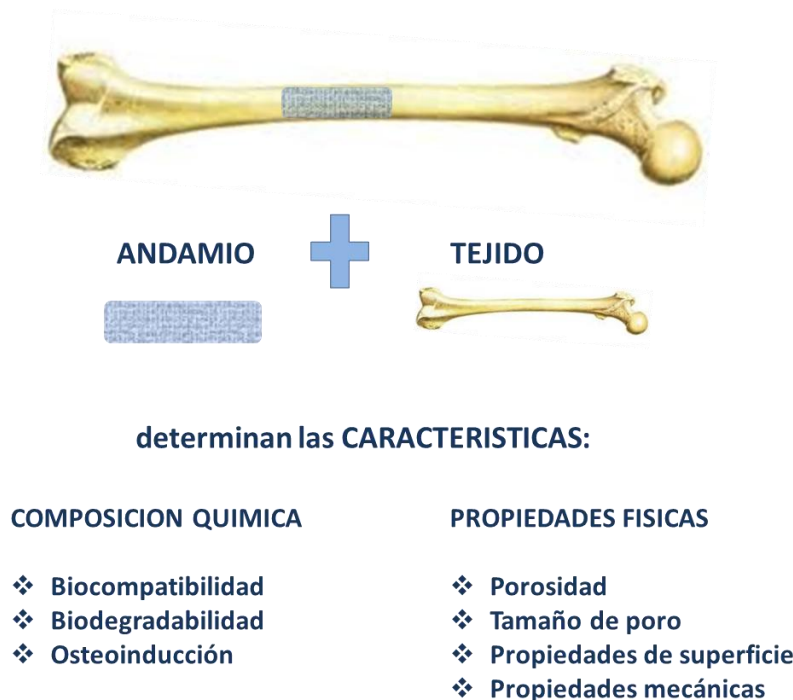 ANDAMIO
TEJIDO
determinan las CARACTERISTICAS:
COMPOSICION QUIMICA
Biocompatibilidad
Biodegradabilidad
Osteoinducción
PROPIEDADES FISICAS
Porosidad
Tamaño de poro
Propiedades de superficie
Propiedades mecánicas